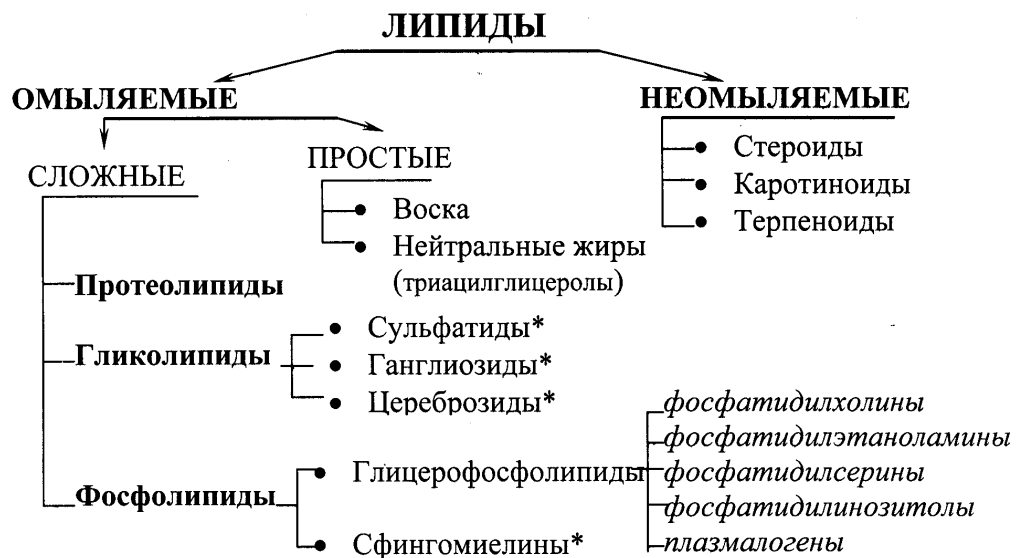 ЛИПИДЫ
ОМЫЛЯЕМЫЕ
НЕОМЫЛЯЕМЫЕ
СЛОЖНЫЕ
ПРОСТЫЕ
• Воска
• Нейтральные жиры
(триацилглицеролы)
• Стероиды
• Каротиноиды
• Терпеноиды
Протеолипиды
Гликолипиды
• Сульфатиды*
• Ганглиозиды*
• Цереброзиды*
Фосфолипиды
• Глицерофосфолипиды
фосфатидилхолины
фосфатидилэтаноламины
фосфатидилсерины
фосфатидилинозитолы
плазмалогены
• Сфингомиелины*